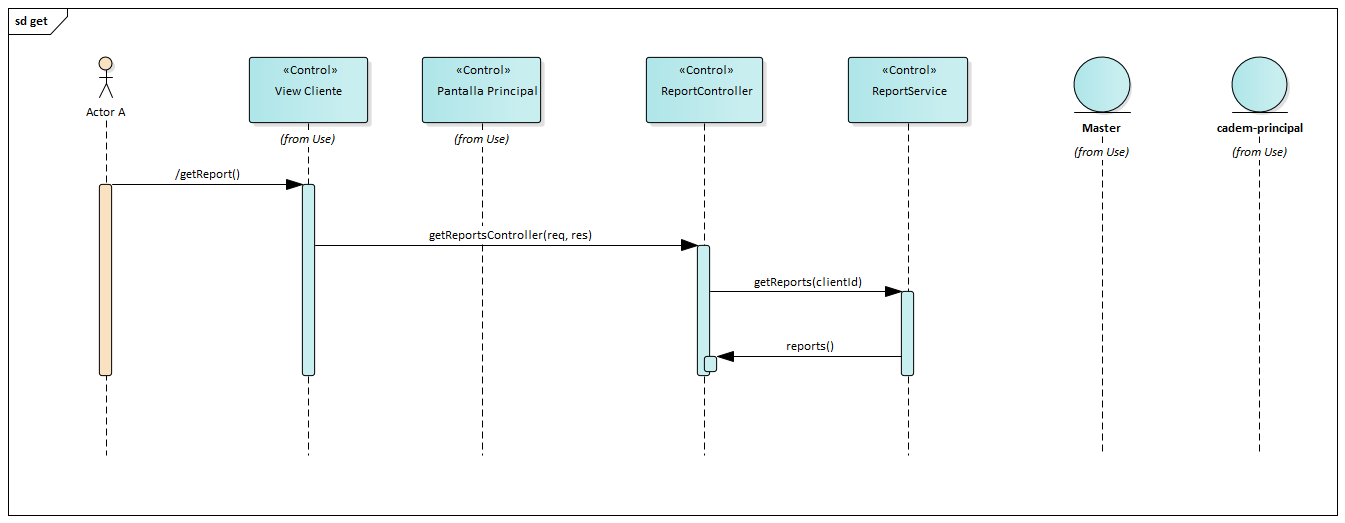 sd get
Actor A
«Control»
View Cliente
(from Use)
«Control»
Pantalla Principal
(from Use)
«Control»
ReportController
«Control»
ReportService
Master
(from Use)
cadem-principal
(from Use)
/getReport()
getReportsController(req, res)
getReports(clientId)
reports()